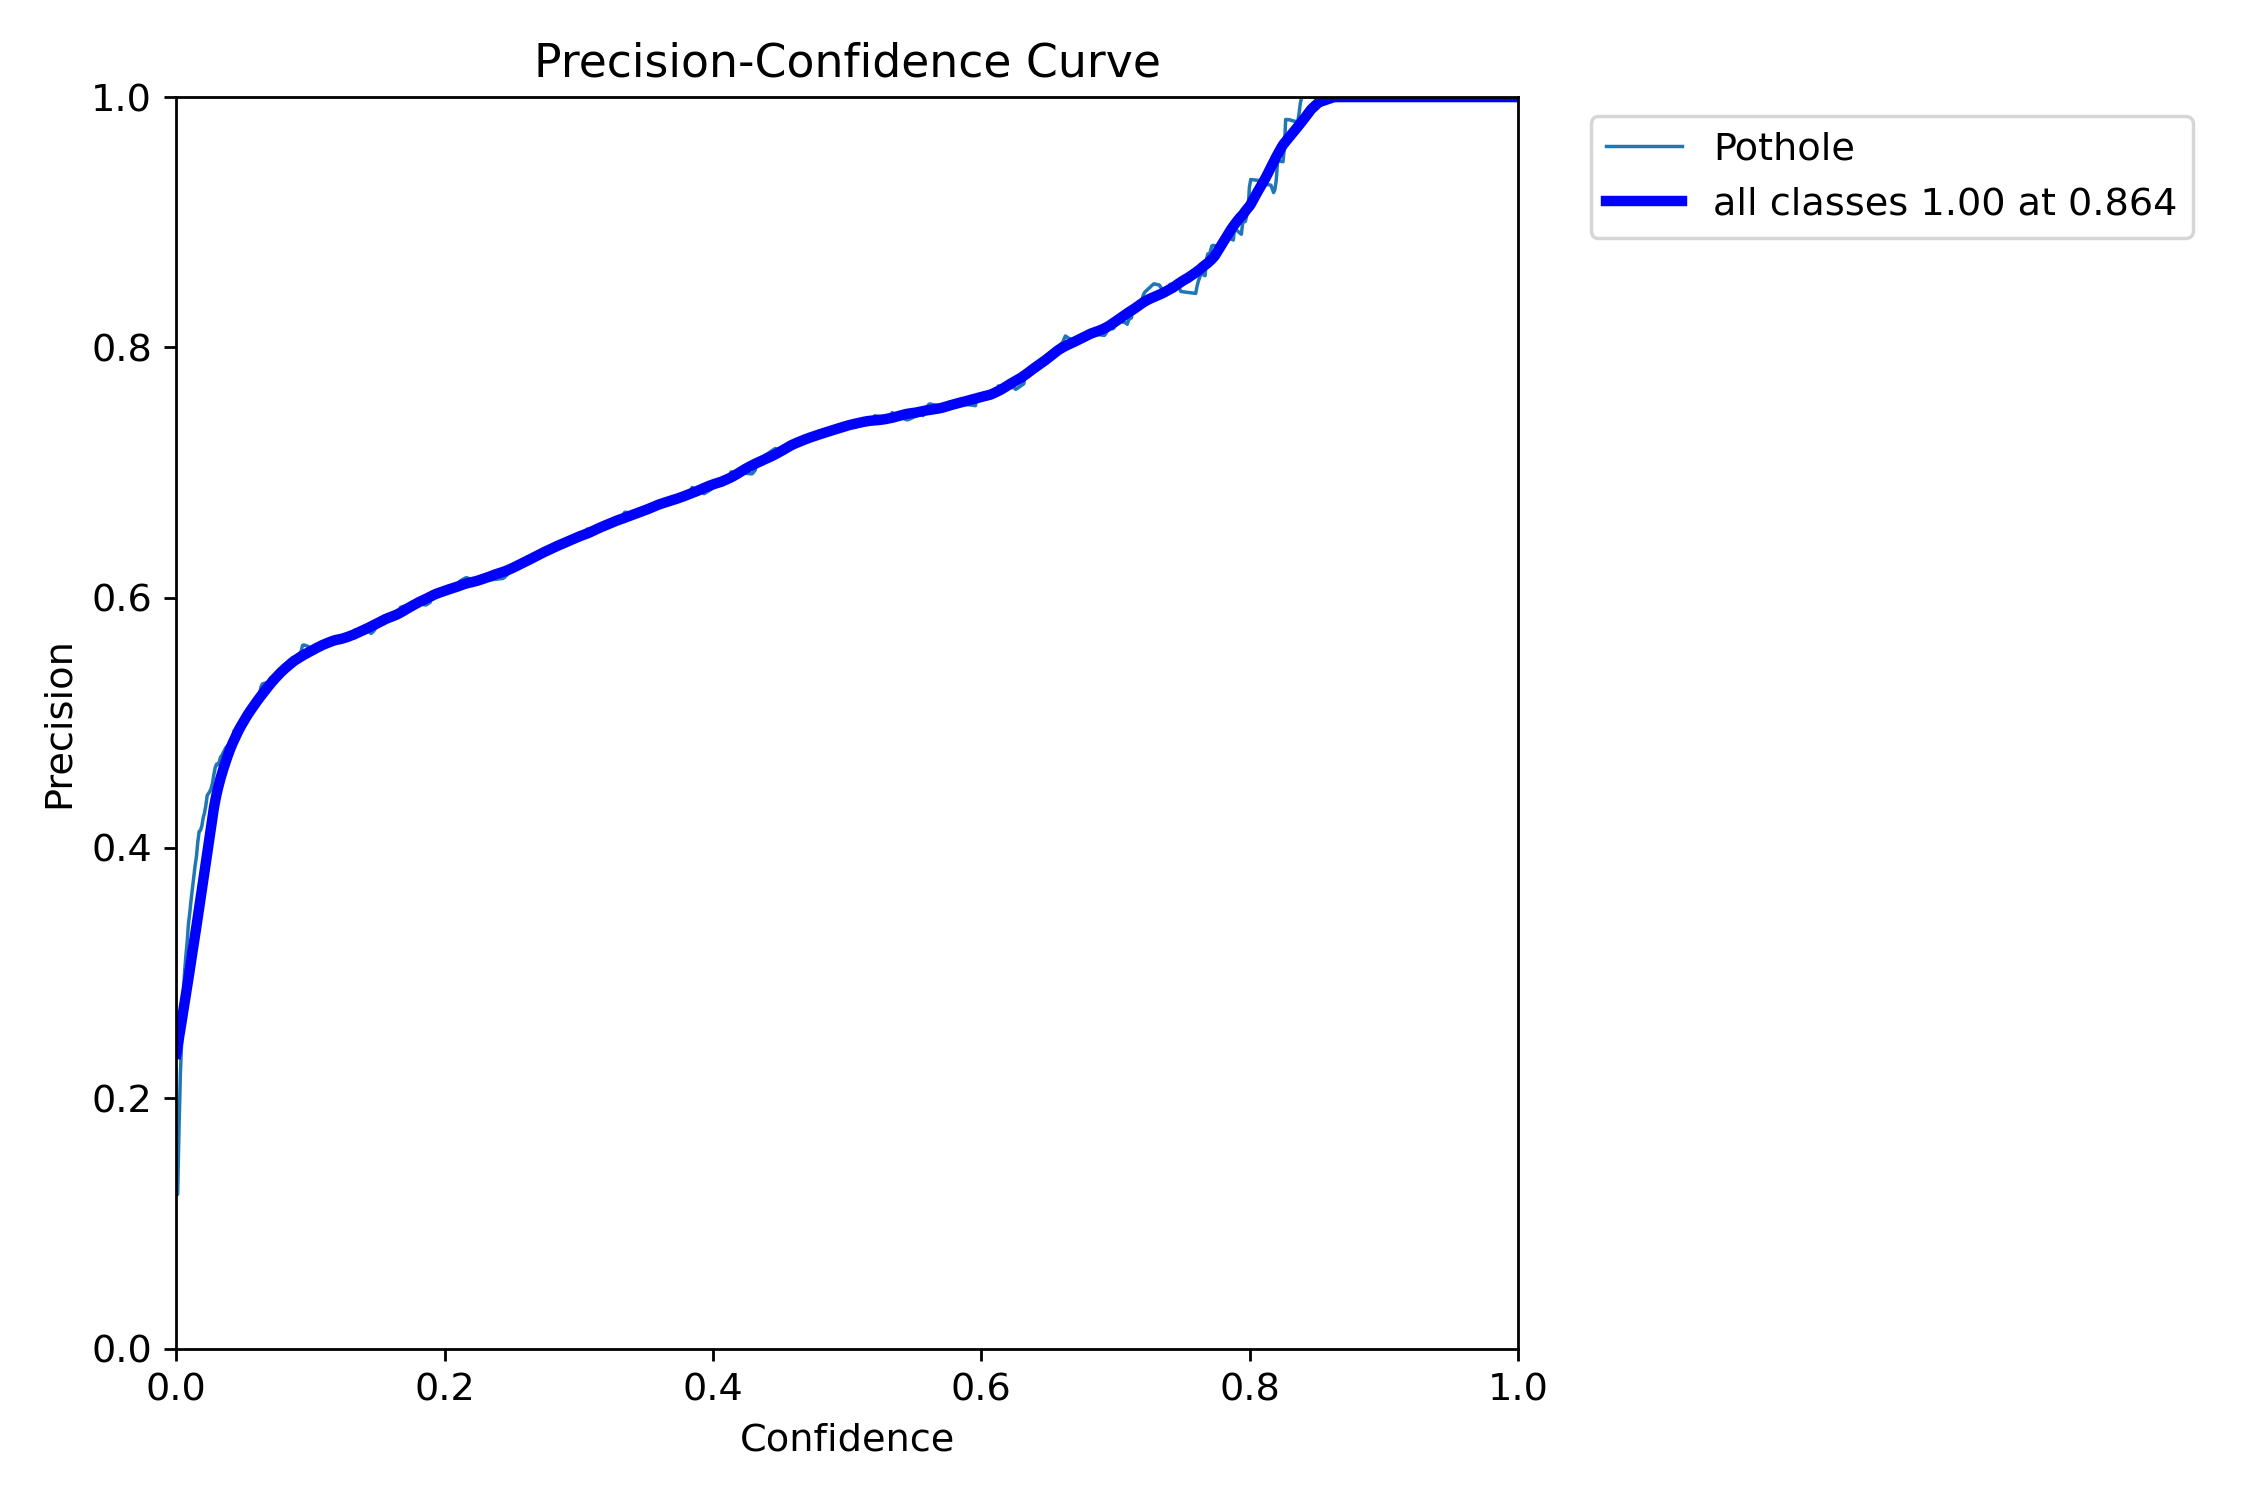 Precision-Confidence Curve
1.0
0.8
0.6
0.4
0.2
0.0
Precision
0.0 0.2 0.4 0.6 0.8 1.0
Confidence
Pothole
all classes 1.00 at 0.864